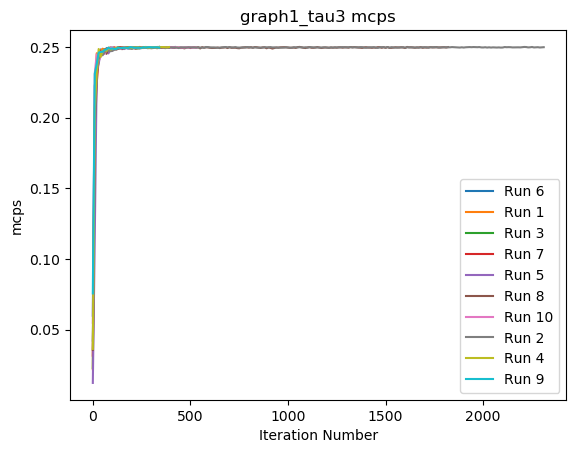 graph1_tau3 mcps
mcps
0.25
0.20
0.15
0.10
0.05
0
500
1000
1500
2000
Iteration Number
Run 6
Run 1
Run 3
Run 7
Run 5
Run 8
Run 10
Run 2
Run 4
Run 9